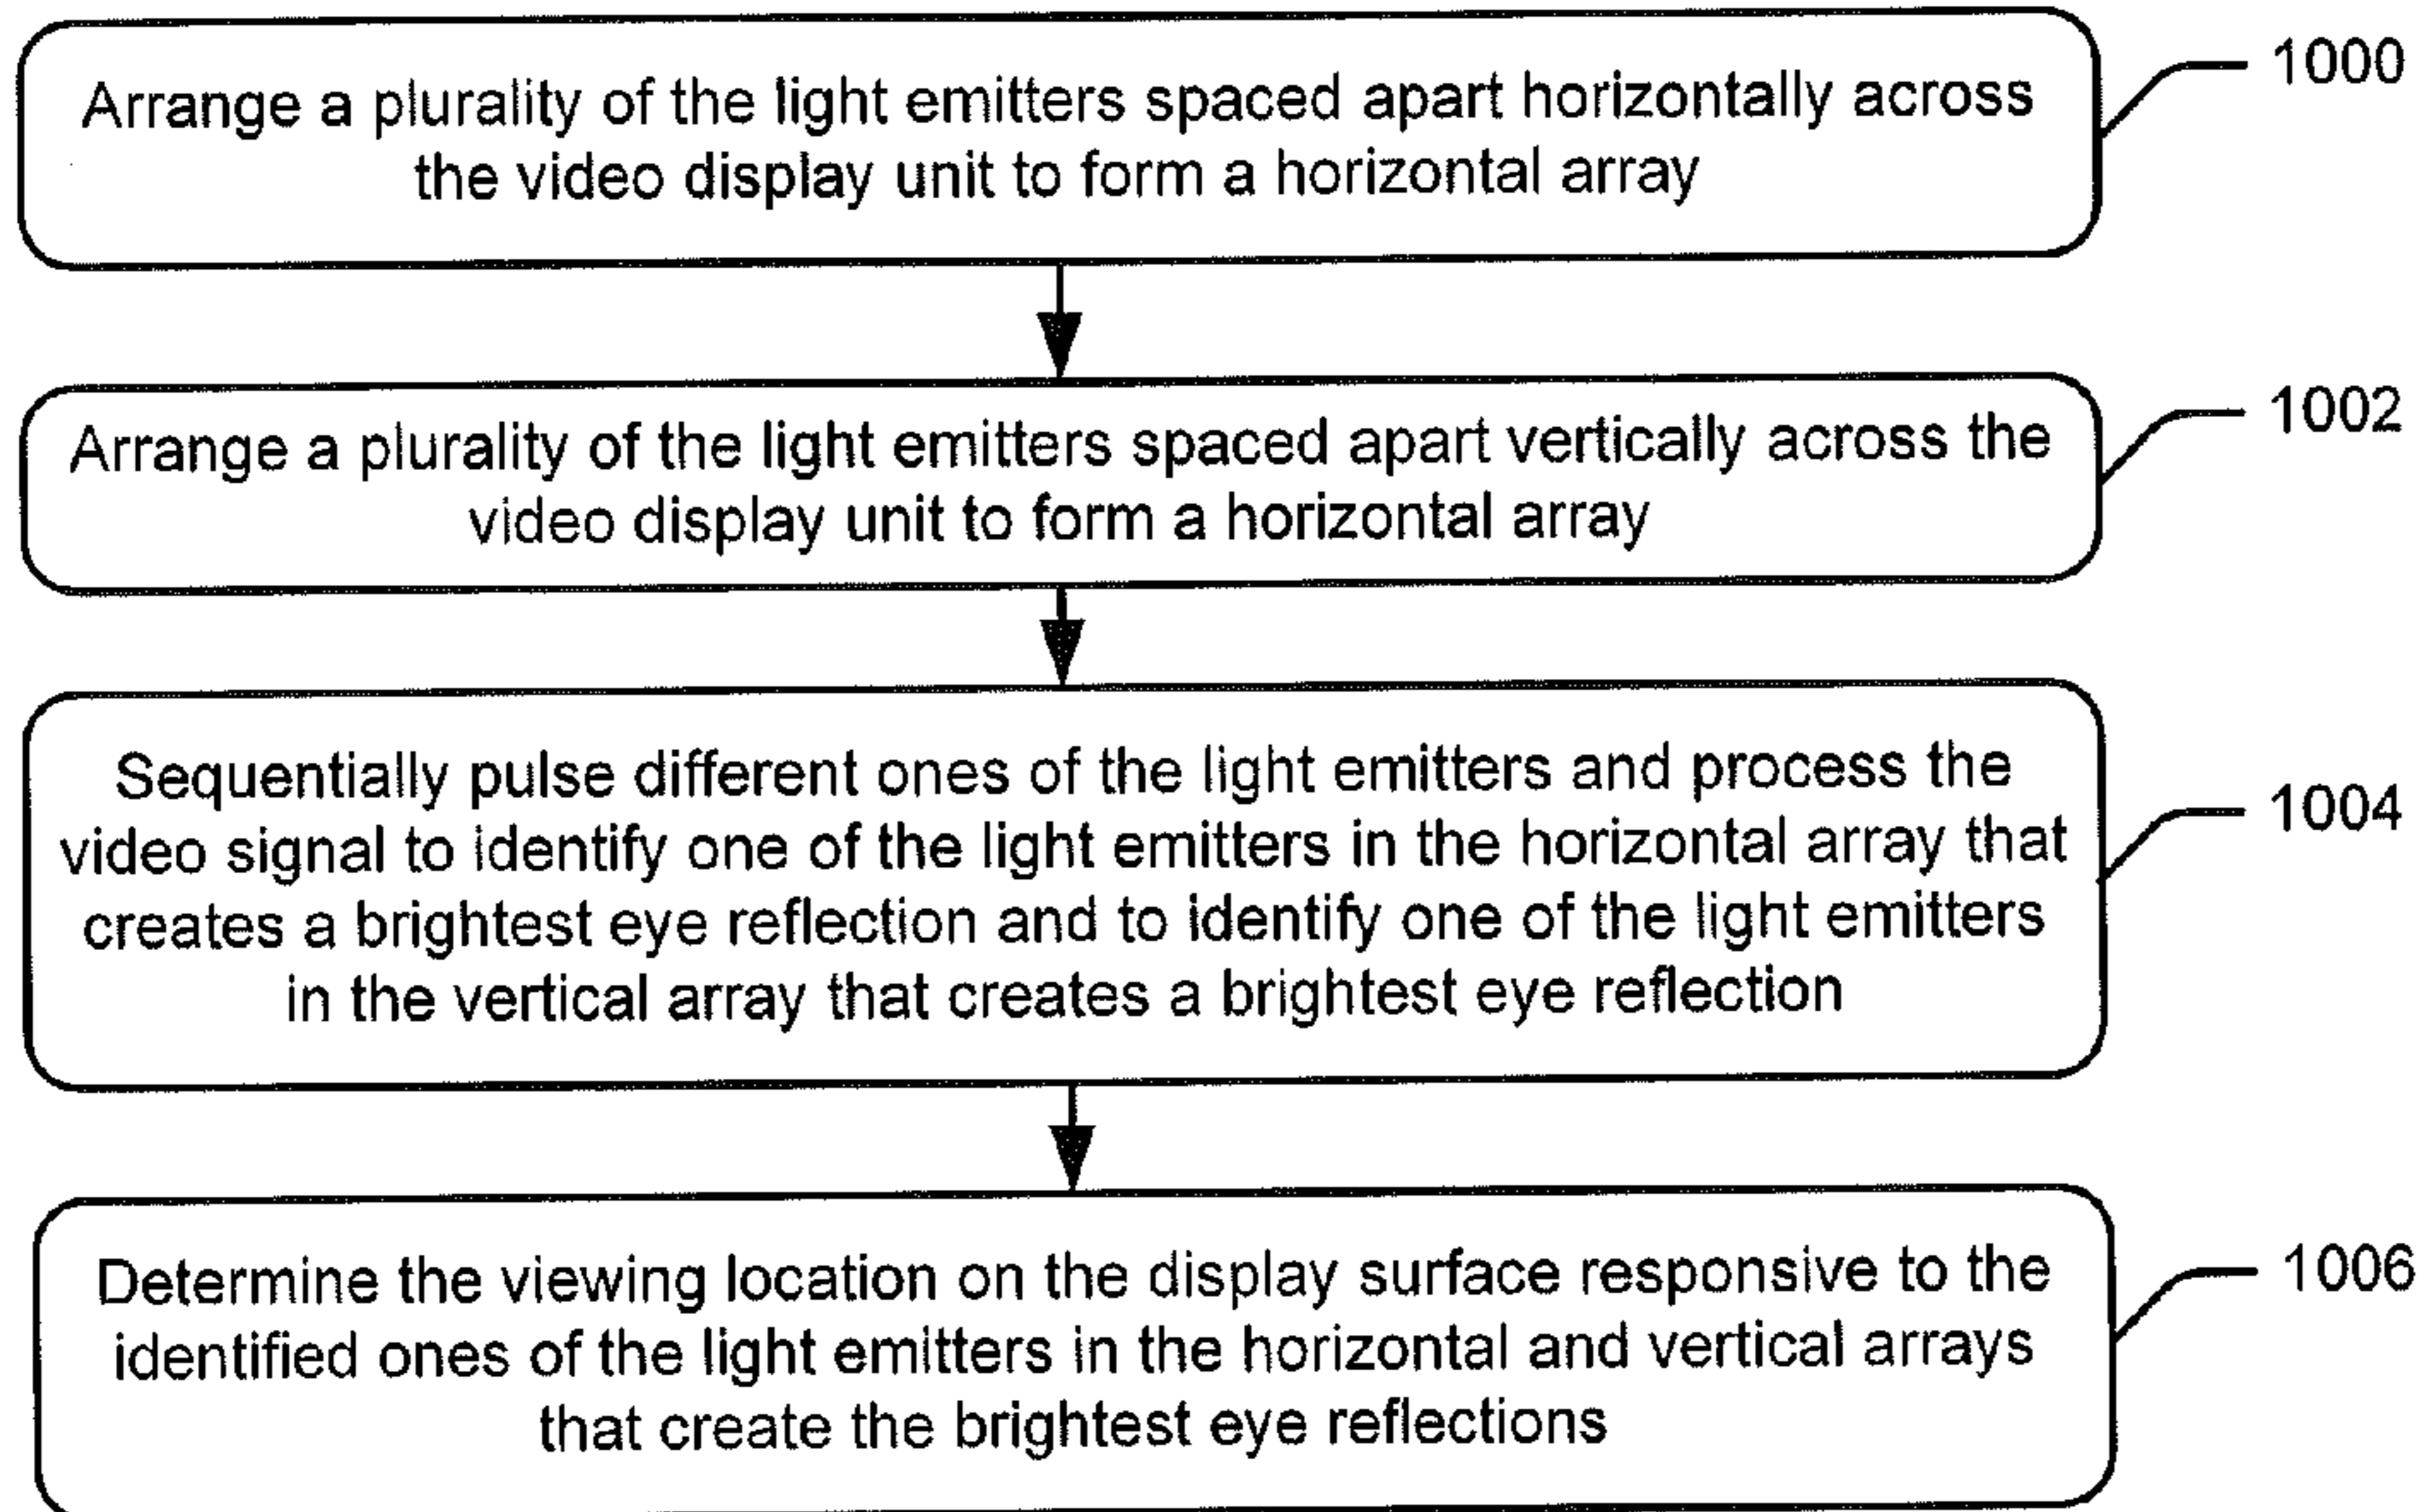 Arrange a plurality of the light emitters spaced apart horizontally across
the video display unit to form a horizontal array
1000
Arrange a plurality of the light emitters spaced apart vertically across the
video display unit to form a horizontal array
1002
Sequentially pulse different ones of the light emitters and process the
video signal to identify one of the light emitters in the horizontal array that
creates a brightest eye reflection and to identify one of the light emitters
in the vertical array that creates a brightest eye reflection
1004
Determine the viewing location on the display surface responsive to the
identified ones of the light emitters in the horizontal and vertical arrays
that create the brightest eye reflections
1006